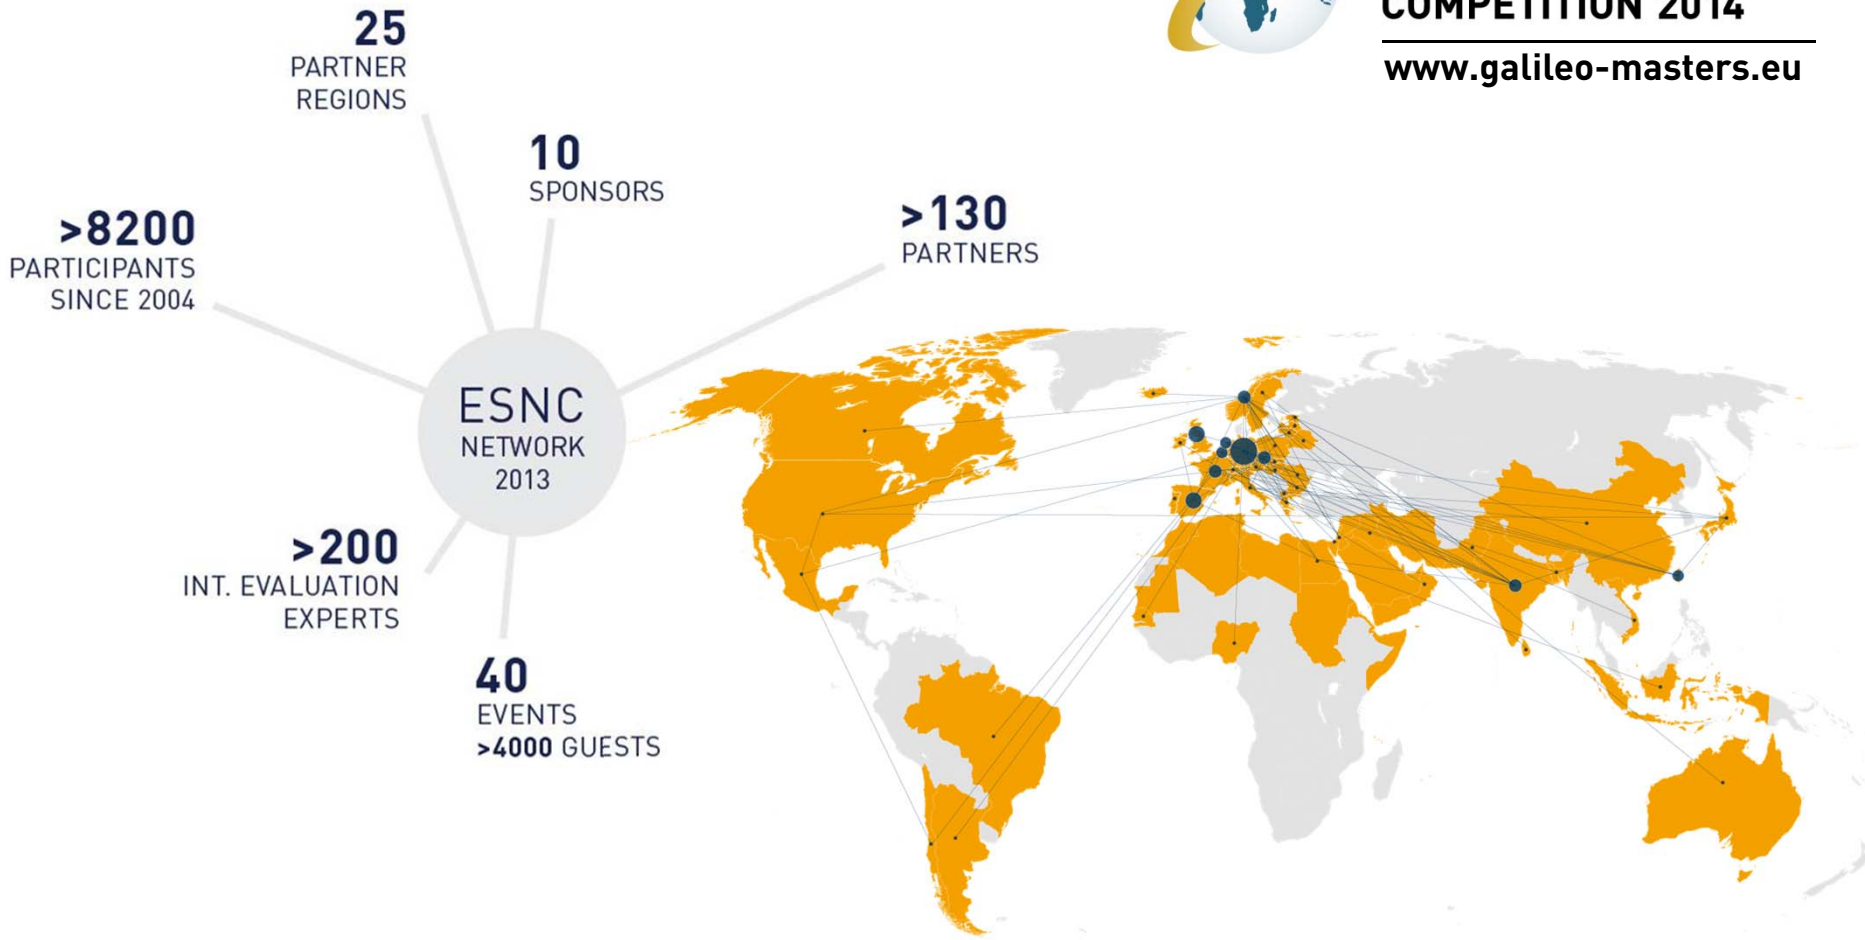 COMPETITION 2014
www.galileo-masters.eu
25
PARTNER
REGIONS
10
SPONSORS
>130
PARTNERS
>8200
PARTICIPANTS
SINCE 2004
ESNC
NETWORK
2013
>200
INT. EVALUATION
EXPERTS
40
EVENTS
>4000 GUESTS